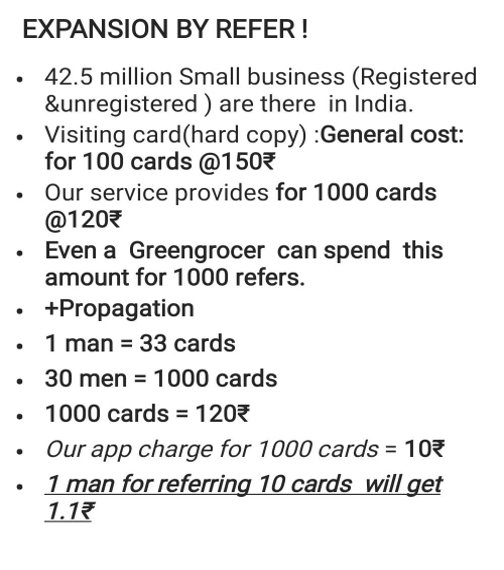 EXPANSION BY REFER !
• 42.5 million Small business (Registered
&unregistered ) are there in India.
• Visiting card(hard copy) :General cost:
for 100 cards @150₹
• Our service provides for 1000 cards
@120₹
• Even a Greengrocer can spend this
amount for 1000 refers.
• +Propagation
• 1 man = 33 cards
• 30 men = 1000 cards
• 1000 cards = 120₹
• Our app charge for 1000 cards = 10₹
• 1 man for referring 10 cards will get
1.1₹